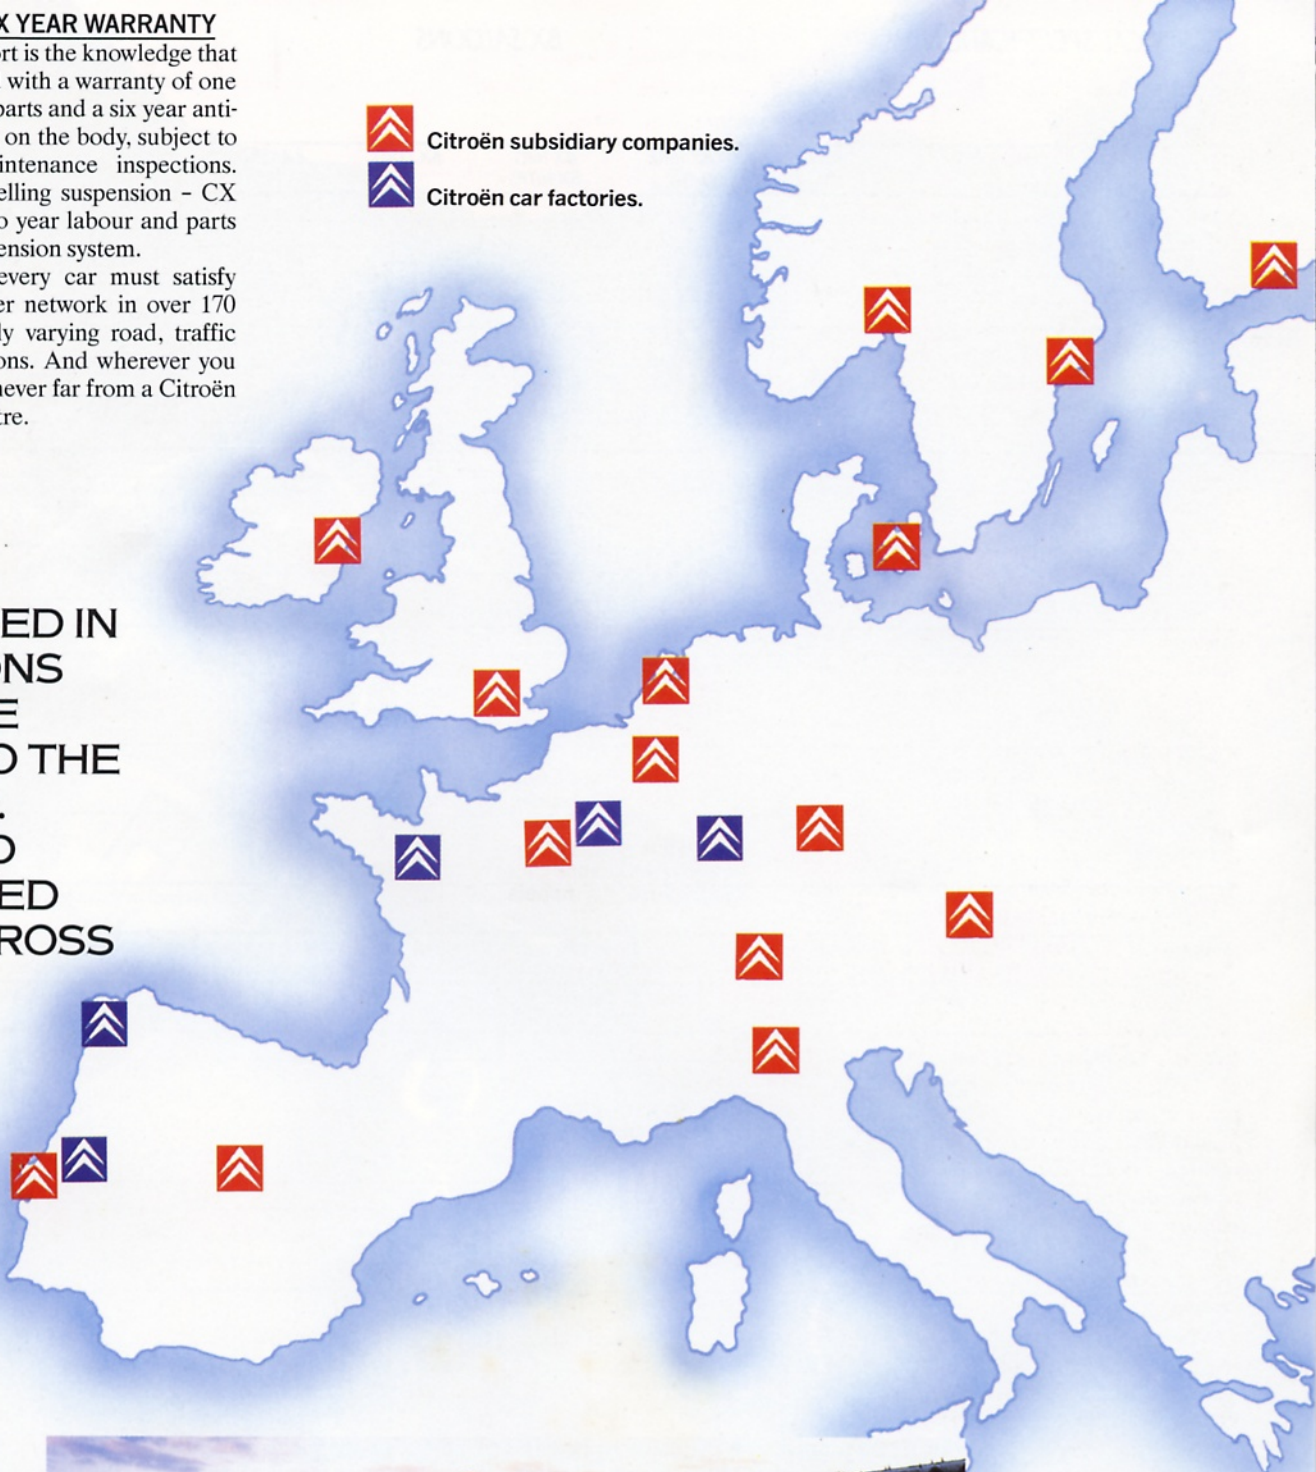 X YEAR WARRANTY
rt is the knowledge that
with a warranty of one
parts and a six year anti-
on the body, subject to
intenance inspections.
elling suspension – CX
o year labour and parts
ension system.
every car must satisfy
er network in over 170
ly varying road, traffic
ons. And wherever you
never far from a Citroën
tre.
Citroën subsidiary companies.
Citroën car factories.
ED IN
ONS
E
O THE
.
O
ED
ROSS